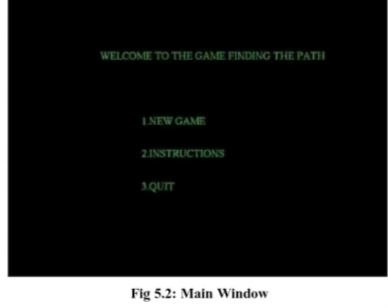 WELCOME TO THE GAME FINDING THE PATH
1.NEW GAME
2.INSTRUCTIONS
3.QUIT
Fig 5.2: Main Window